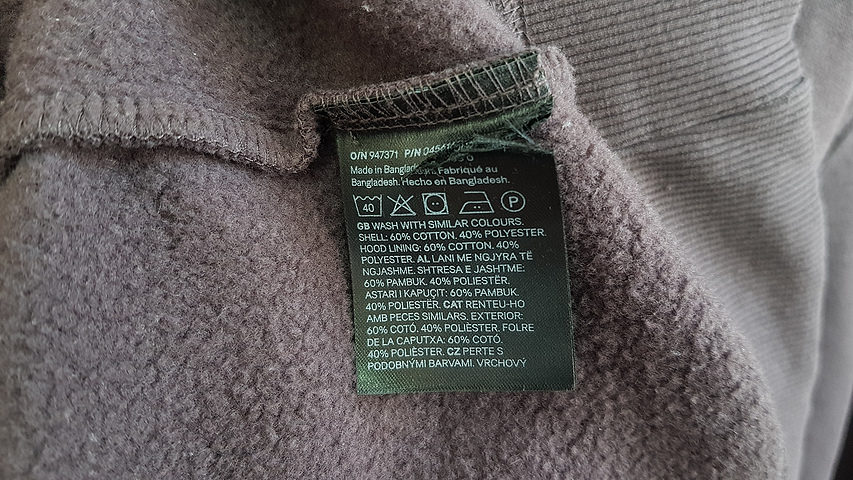 O/N 947371 P/N
Made in Bangladesh. Fabriqué au
Bangladesh. Hecho en Bangladesh.
40 P
GB WASH WITH SIMILAR COLOURS.
SHELL: 60% COTTON. 40% POLYESTER.
HOOD LINING: 60% COTTON. 40%
POLYESTER. AL LANI ME NGJYRA TË
NGJASHME. SHTRESA E JASHTME:
60% PAMBUK. 40% POLIESTËR.
ASTARI I KAPUÇIT: 60% PAMBUK.
40% POLIESTËR. CAT RENTEU-HO
AMB PECES SIMILARS. EXTERIOR:
60% COTÓ. 40% POLIÈSTER. FOLRE
DE LA CAPUTXA: 60% COTÓ.
40% POLIÈSTER. CZ PERTE S
PODOBNÝMI BARVAMI. VRCHOVÝ